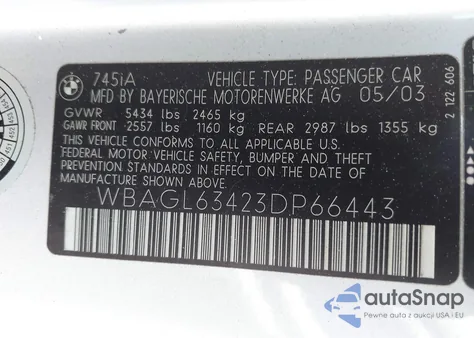 745iA VEHICLE TYPE: PASSENGER CAR
MFD BY BAYERISCHE MOTORENWERKE AG 05/03
GVWR 5434 lbs 2465 kg
GAWR FRONT 2557 lbs 1160 kg REAR 2987 lbs 1355 kg
THIS VEHICLE CONFORMS TO ALL APPLICABLE U.S.
FEDERAL MOTOR VEHICLE SAFETY, BUMPER AND THEFT
PREVENTION STANDARDS IN EFFECT ON THE DATE OF
MANUFACTURE SHOWN ABOVE.
WBAGL63423DP66443
2 122 606
autoSnap
Pewne auta z aukcji USA i EU